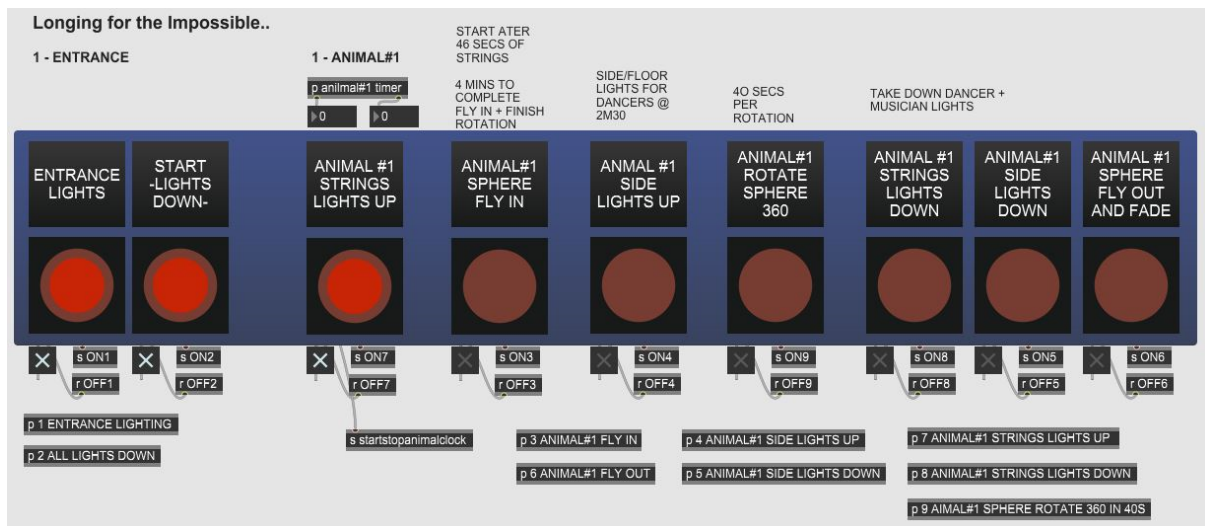 Longing for the Impossible..
1 - ENTRANCE
1 - ANIMAL#1
START ATER
46 SECS OF
STRINGS
4 MINS TO
COMPLETE
FLY IN + FINISH
ROTATION
SIDE/FLOOR
LIGHTS FOR
DANCERS @
2M30
4O SECS
PER
ROTATION
TAKE DOWN DANCER +
MUSICIAN LIGHTS
p anilmal#1 timer
0
0
ENTRANCE
LIGHTS
START
-LIGHTS
DOWN-
ANIMAL #1
STRINGS
LIGHTS UP
ANIMAL#1
SPHERE
FLY IN
ANMAL #1
SIDE
LIGHTS UP
ANIMAL#1
ROTATE
SPHERE
360
ANIMAL #1
STRINGS
LIGHTS
DOWN
ANIMAL#1
SIDE
LIGHTS
DOWN
ANIMAL #1
SPHERE
FLY OUT
AND FADE
s ON1
r OFF1
s ON2
r OFF2
s ON7
r OFF7
s ON3
r OFF3
s ON4
r OFF4
s ON9
r OFF9
s ON8
r OFF8
s ON5
r OFF5
s ON6
r OFF6
p 1 ENTRANCE LIGHTING
p 2 ALL LIGHTS DOWN
s startstopanimalclock
p 3 ANIMAL#1 FLY IN
p 6 ANIMAL#1 FLY OUT
p 4 ANIMAL#1 SIDE LIGHTS UP
p 5 ANIMAL#1 SIDE LIGHTS DOWN
p 7 ANIMAL#1 STRINGS LIGHTS UP
p 8 ANIMAL#1 STRINGS LIGHTS DOWN
p 9 AIMAL#1 SPHERE ROTATE 360 IN 40S